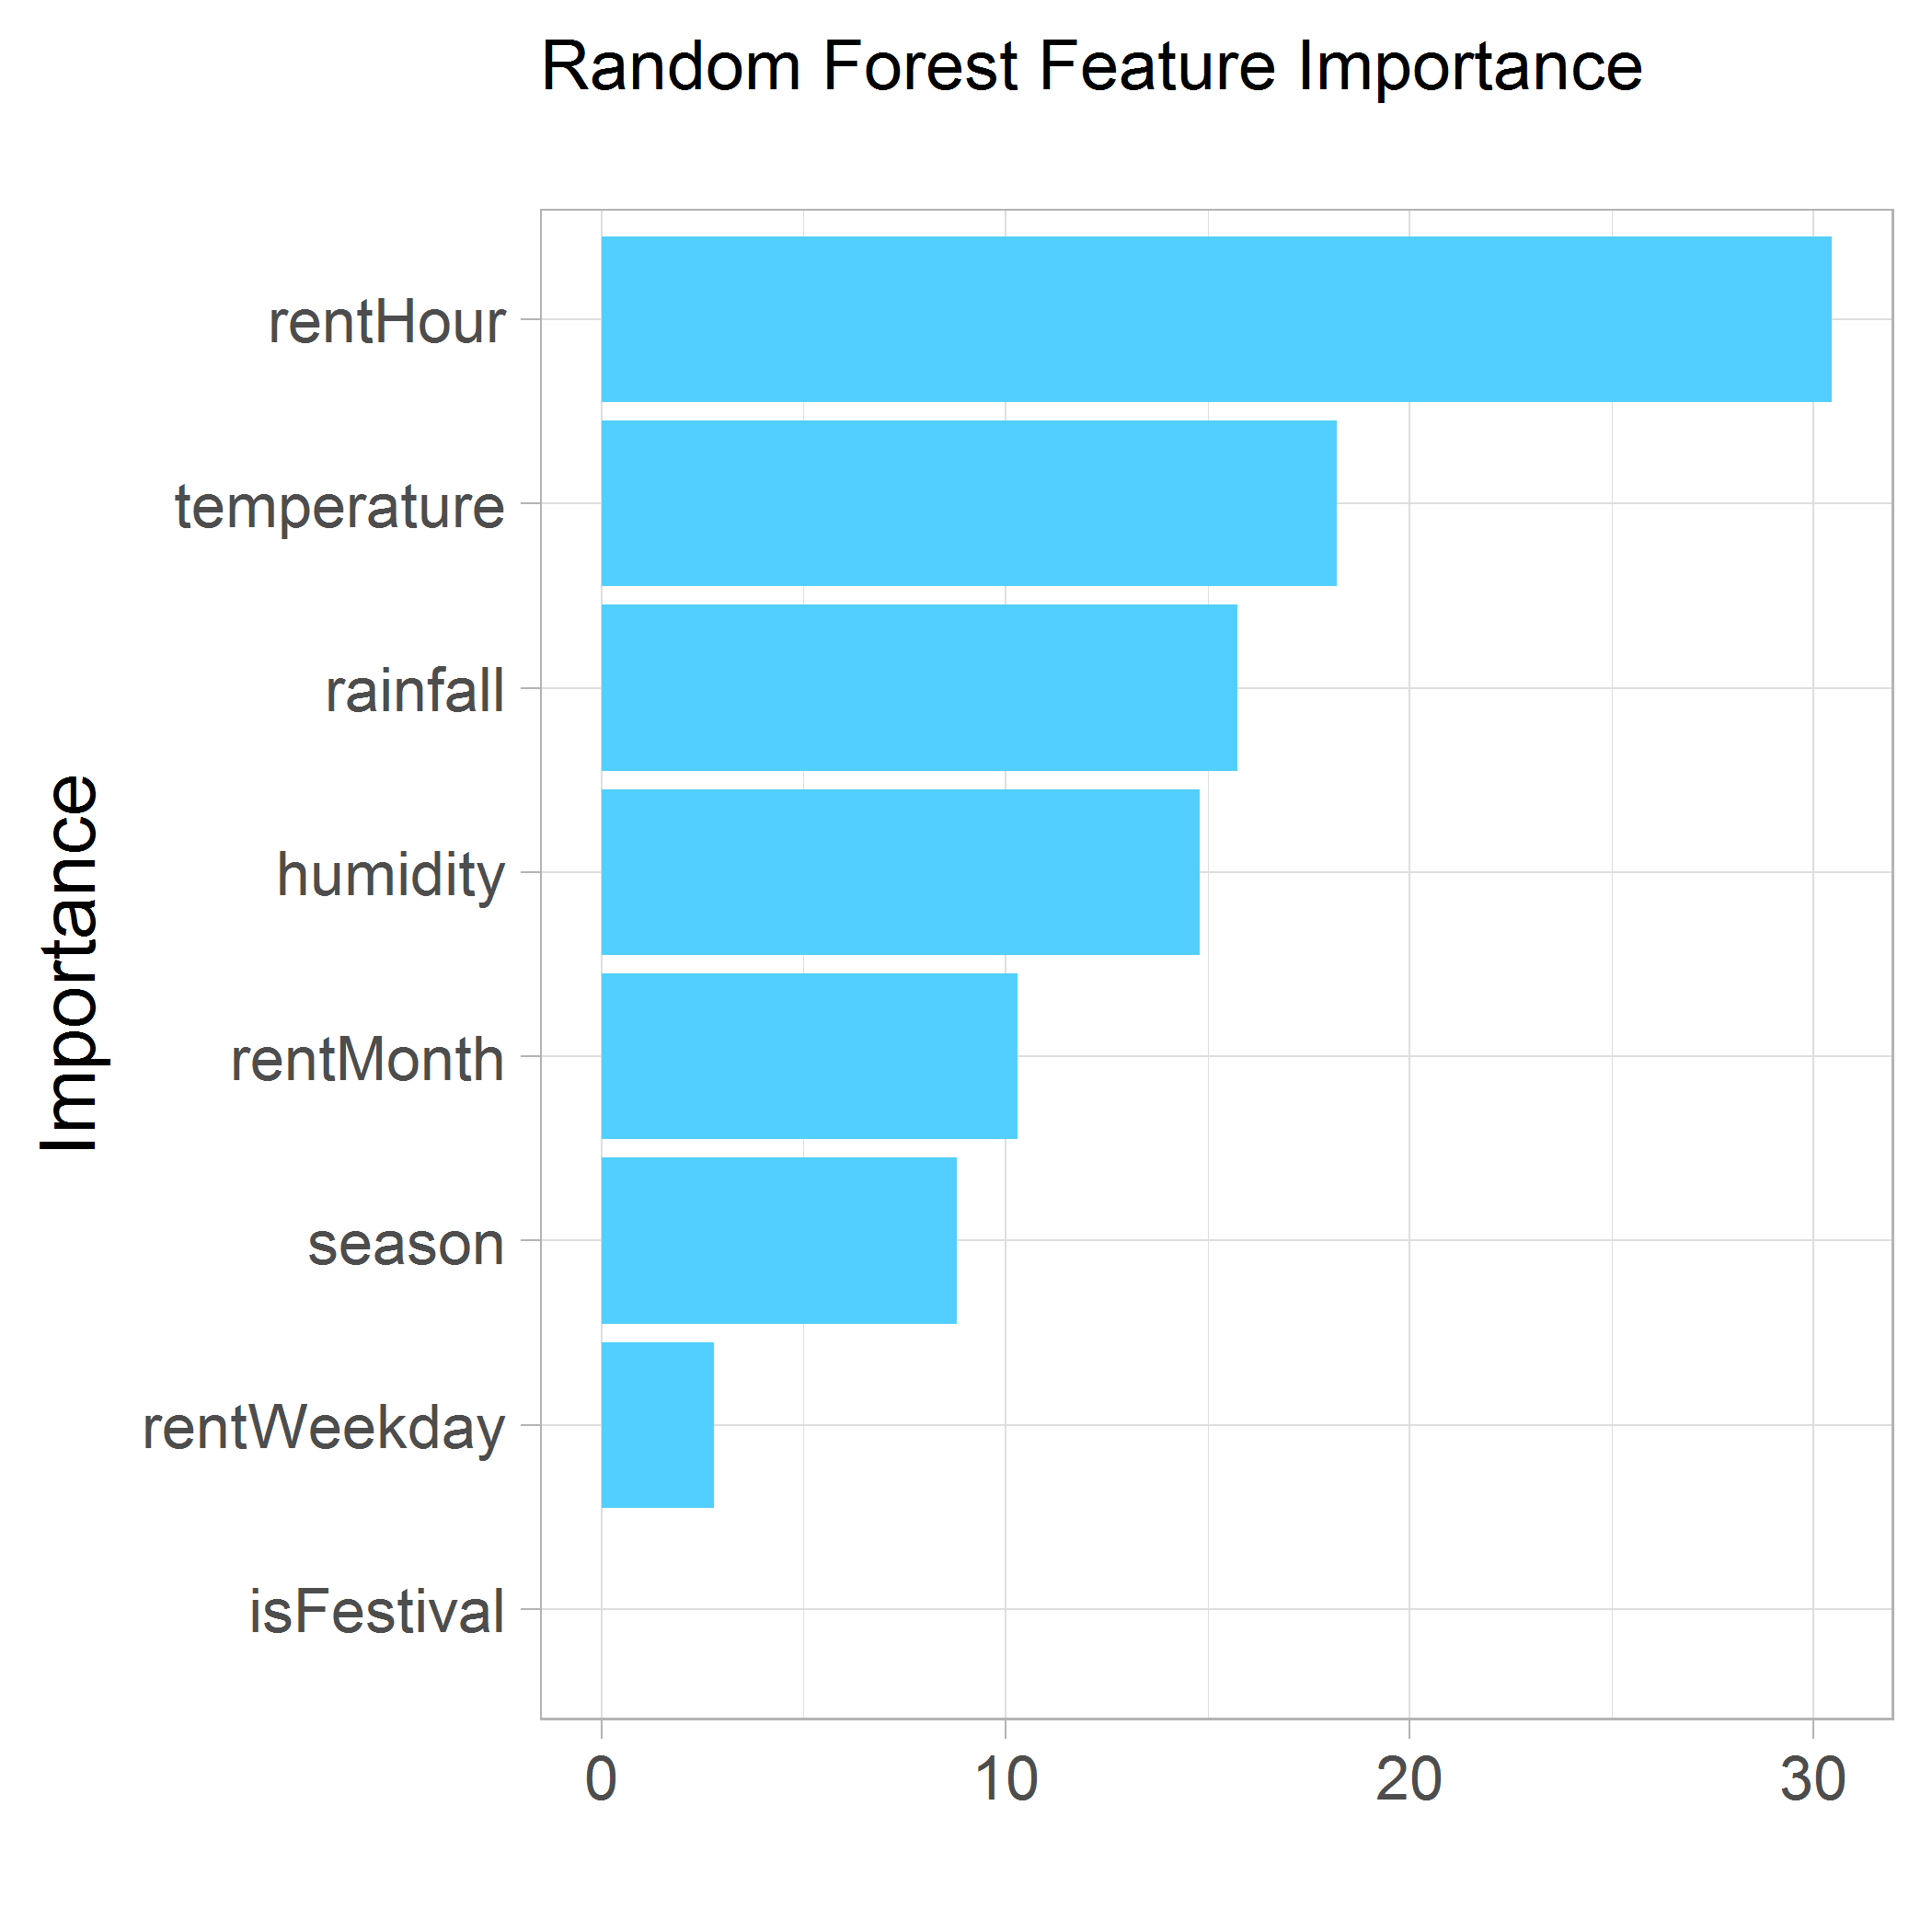 Random Forest Feature Importance
Importance
rentHour
temperature
rainfall
humidity
rentMonth
season
rentWeekday
isFestival
0 10 20 30